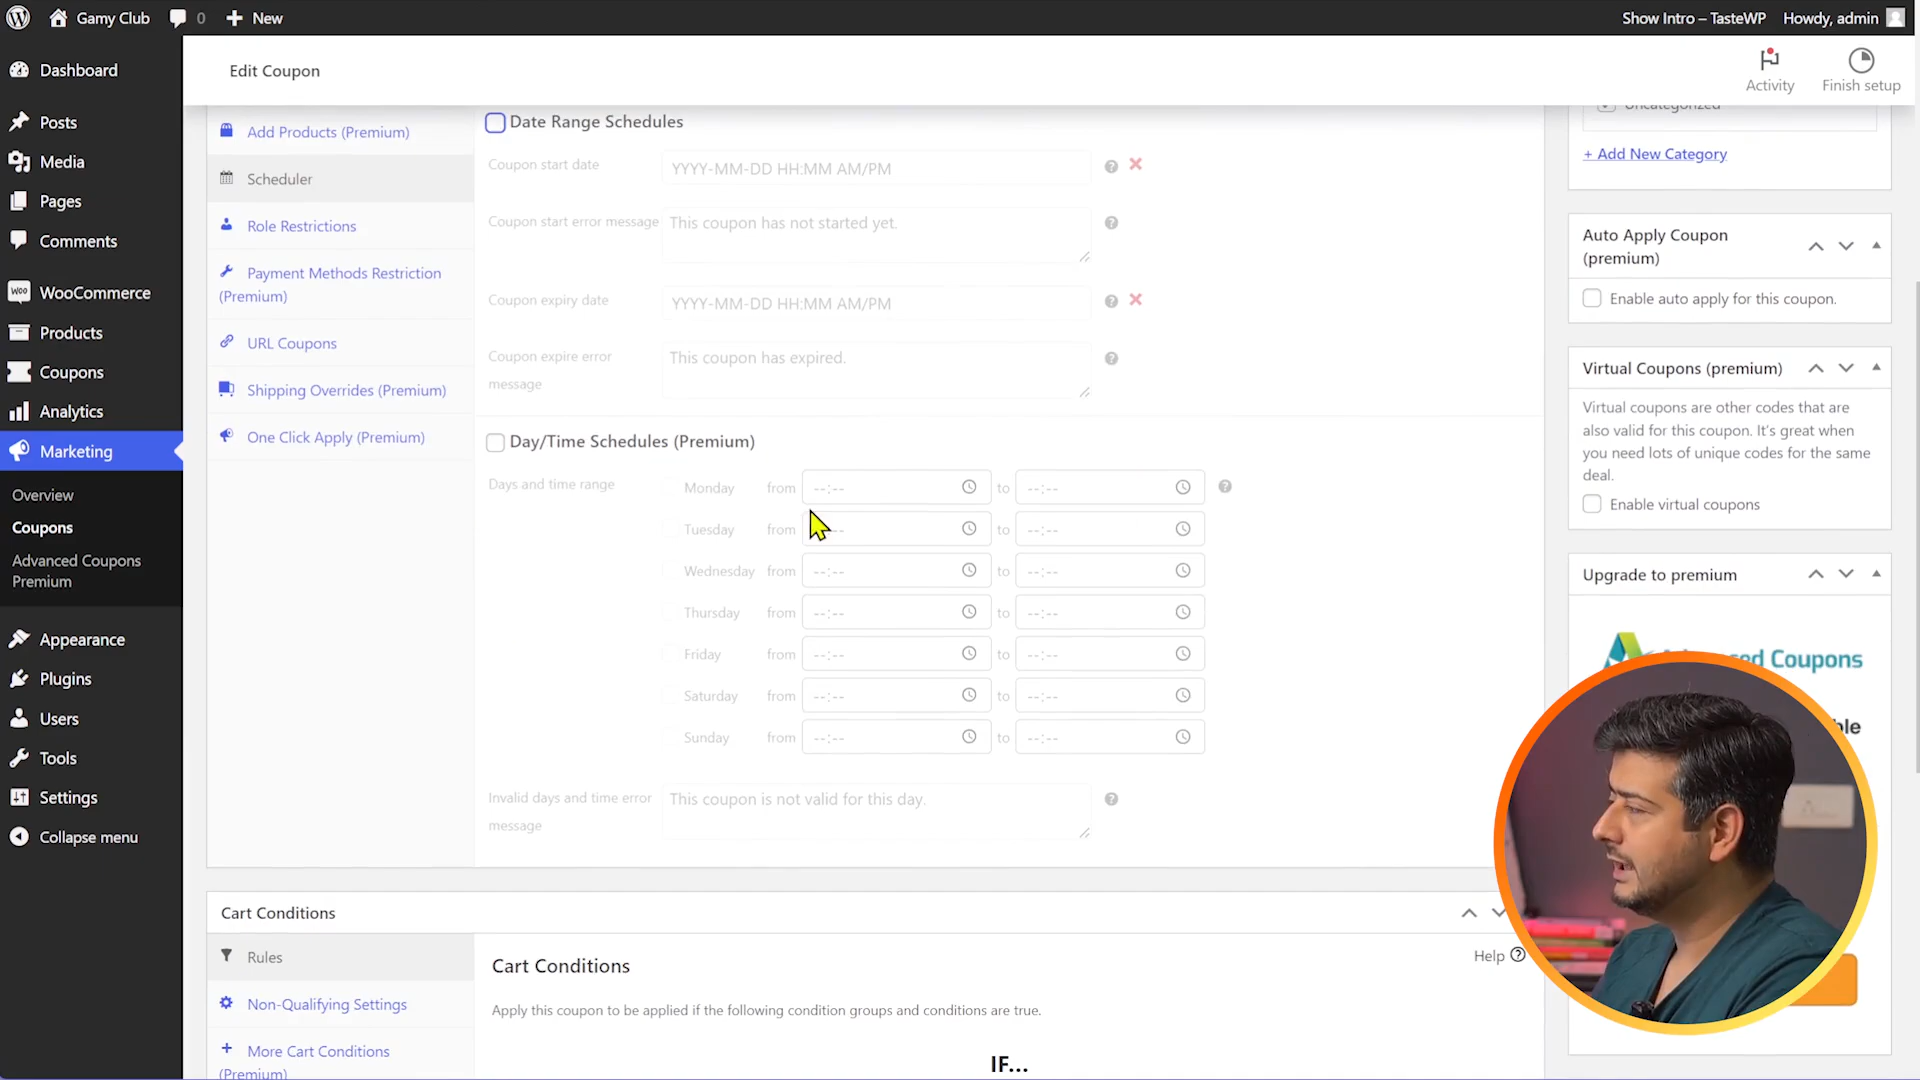 Gamy Club
0
New
Show Intro – TasteWP
Howdy, admin
Dashboard
Posts
Media
Pages
Comments
WooCommerce
Products
Coupons
Analytics
Marketing
Overview
Coupons
Advanced Coupons
Premium
Appearance
Plugins
Users
Tools
Settings
Collapse menu
Edit Coupon
Activity
Finish setup
Add Products (Premium)
Scheduler
Role Restrictions
Payment Methods Restriction
(Premium)
URL Coupons
Shipping Overrides (Premium)
One Click Apply (Premium)
Date Range Schedules
Coupon start date
YYYY-MM-DD HH:MM AM/PM
Coupon start error message
This coupon has not started yet.
Coupon expiry date
YYYY-MM-DD HH:MM AM/PM
Coupon expire error
message
This coupon has expired.
Day/Time Schedules (Premium)
Days and time range
Monday from --:-- to --:--
Tuesday from --:-- to --:--
Wednesday from --:-- to --:--
Thursday from --:-- to --:--
Friday from --:-- to --:--
Saturday from --:-- to --:--
Sunday from --:-- to --:--
Invalid days and time error
message
This coupon is not valid for this day.
Cart Conditions
Rules
Non-Qualifying Settings
More Cart Conditions
(Premium)
Cart Conditions
Help
Apply this coupon to be applied if the following condition groups and conditions are true.
IF...
Uncategorized
+ Add New Category
Auto Apply Coupon
(premium)
Enable auto apply for this coupon.
Virtual Coupons (premium)
Virtual coupons are other codes that are
also valid for this coupon. It's great when
you need lots of unique codes for the same
deal.
Enable virtual coupons
Upgrade to premium
Coupons